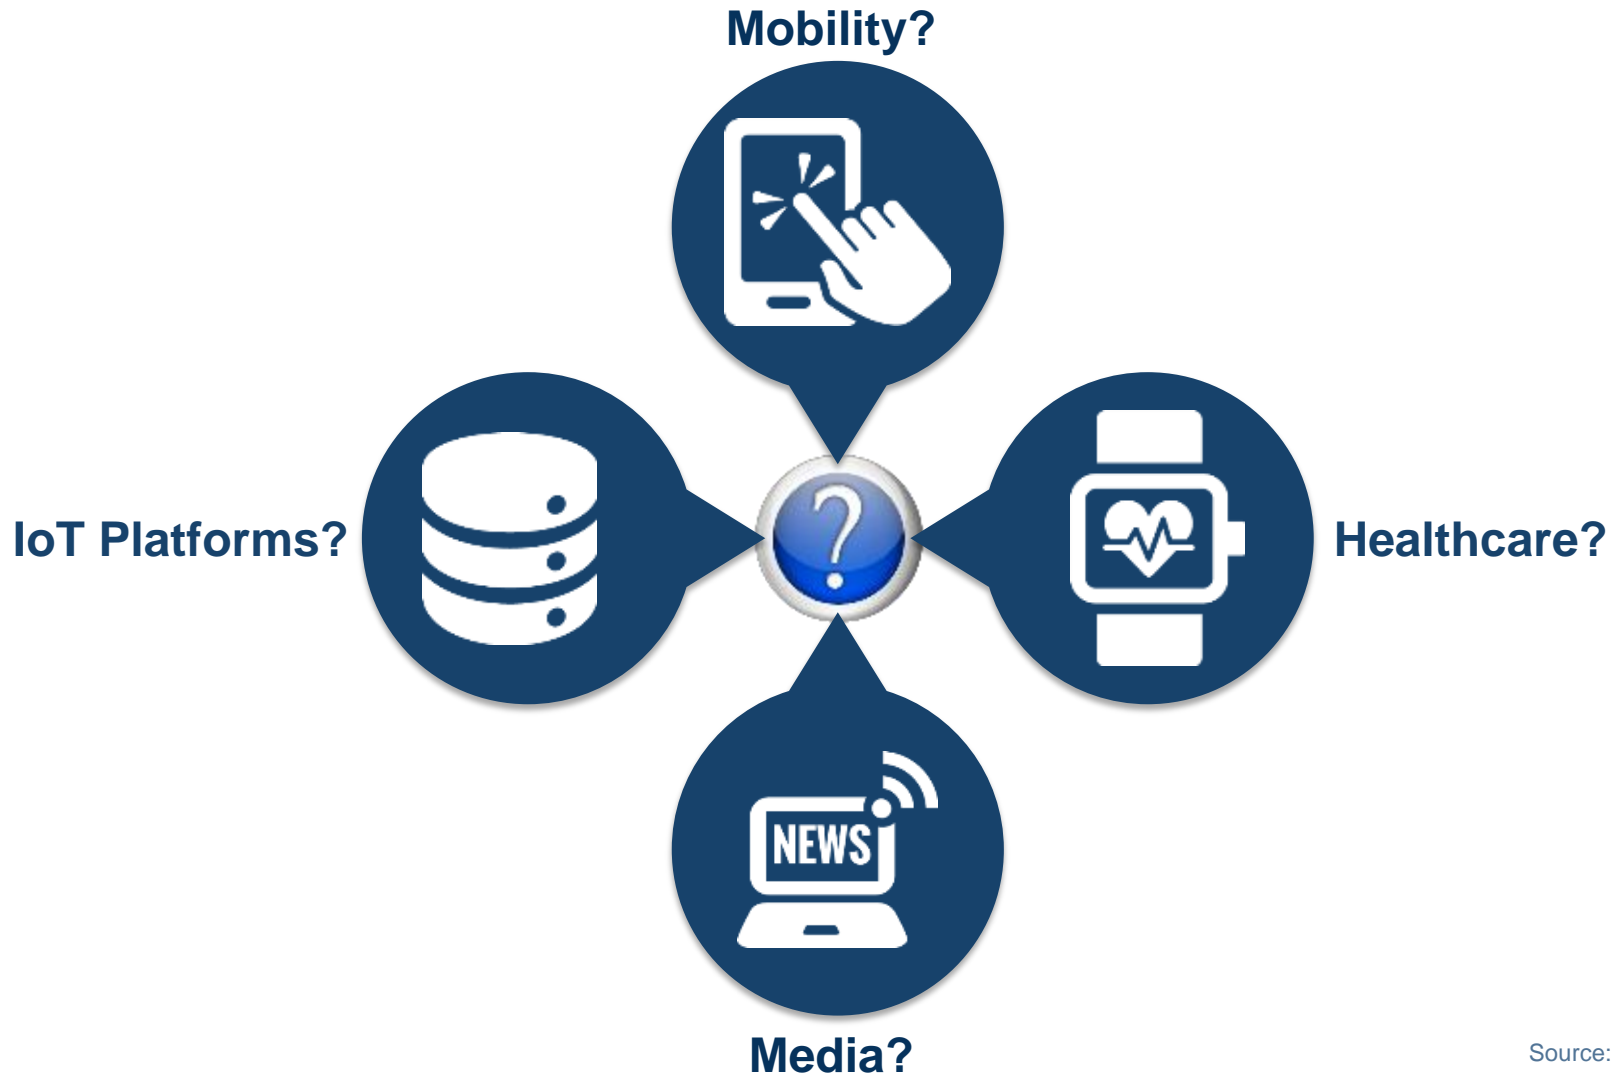 Mobility?
?
IoT Platforms?
Healthcare?
NEWS
Media?
Source: